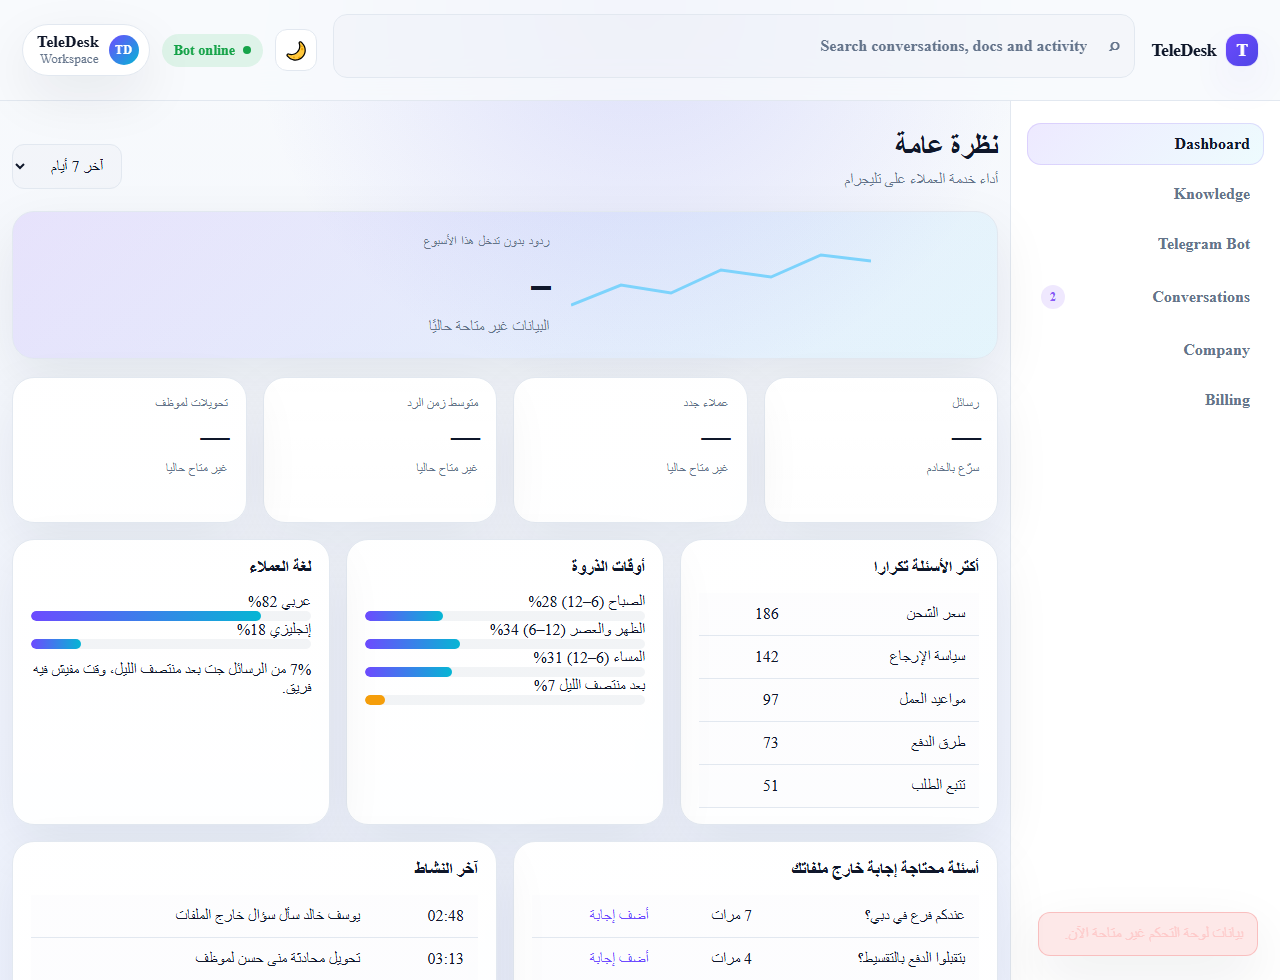 T TeleDesk
Search conversations, docs and activity
Bot online
TD TeleDesk
Workspace
Dashboard
Knowledge
Telegram Bot
Conversations 2
Company
Billing
بيانات لوحة التحكم غير متاحة الآن.
نظرة عامة
أداء خدمة العملاء على تليجرام
آخر 7 أيام
ردود بدون تدخل هذا الأسبوع
—
البيانات غير متاحة حاليًا
رسائل
—
سرّع بالخادم
عملاء جدد
—
غير متاح حاليا
متوسط زمن الرد
—
غير متاح حاليا
تحويلات لموظف
—
غير متاح حاليا
أكثر الأسئلة تكرارا
سعر الشحن 186
سياسة الإرجاع 142
مواعيد العمل 97
طرق الدفع 73
تتبع الطلب 51
أوقات الذروة
الصباح (6–12) 28%
الظهر والعصر (12–6) 34%
المساء (6–12) 31%
بعد منتصف الليل 7%
لغة العملاء
عربي 82%
إنجليزي 18%
7% من الرسائل جت بعد منتصف الليل، وقت مفيش فيه
فريق.
أسئلة محتاجة إجابة خارج ملفاتك
عندكم فرع في دبي؟ 7 مرات أضف إجابة
بتقبلوا الدفع بالتقسيط؟ 4 مرات أضف إجابة
آخر النشاط
02:48 يوسف خالد سأل سؤال خارج الملفات
03:13 تحويل محادثة منى حسن لموظف